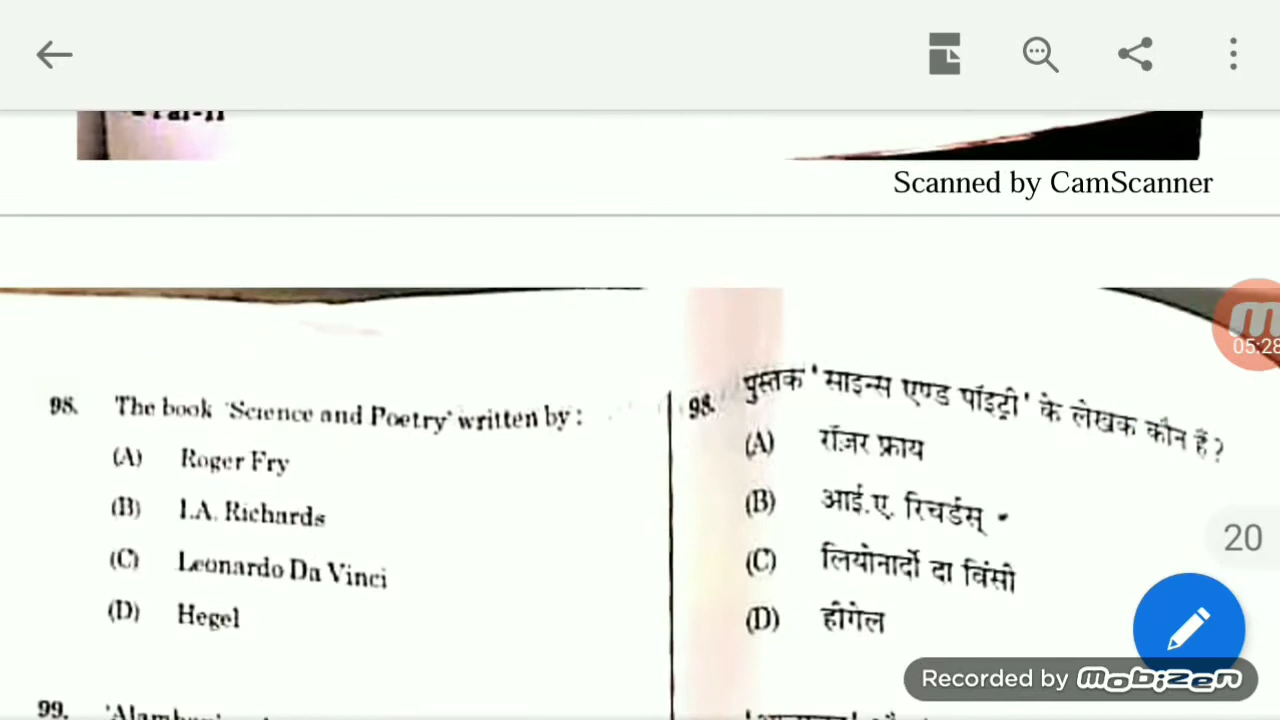 Scanned by CamScanner
05:28
98. The book 'Science and Poetry' written by :
(A) Roger Fry
(B) I.A. Richards
(C) Leonardo Da Vinci
(D) Hegel
99.
98. पुस्तक 'साइन्स एण्ड पॉइट्री' के लेखक कौन हैं ?
(A) रॉज़र फ्राय
(B) आई.ए. रिचर्डस्
(C) लियोनार्दो दा विंसी
(D) हीगेल
20
Recorded by mobizen